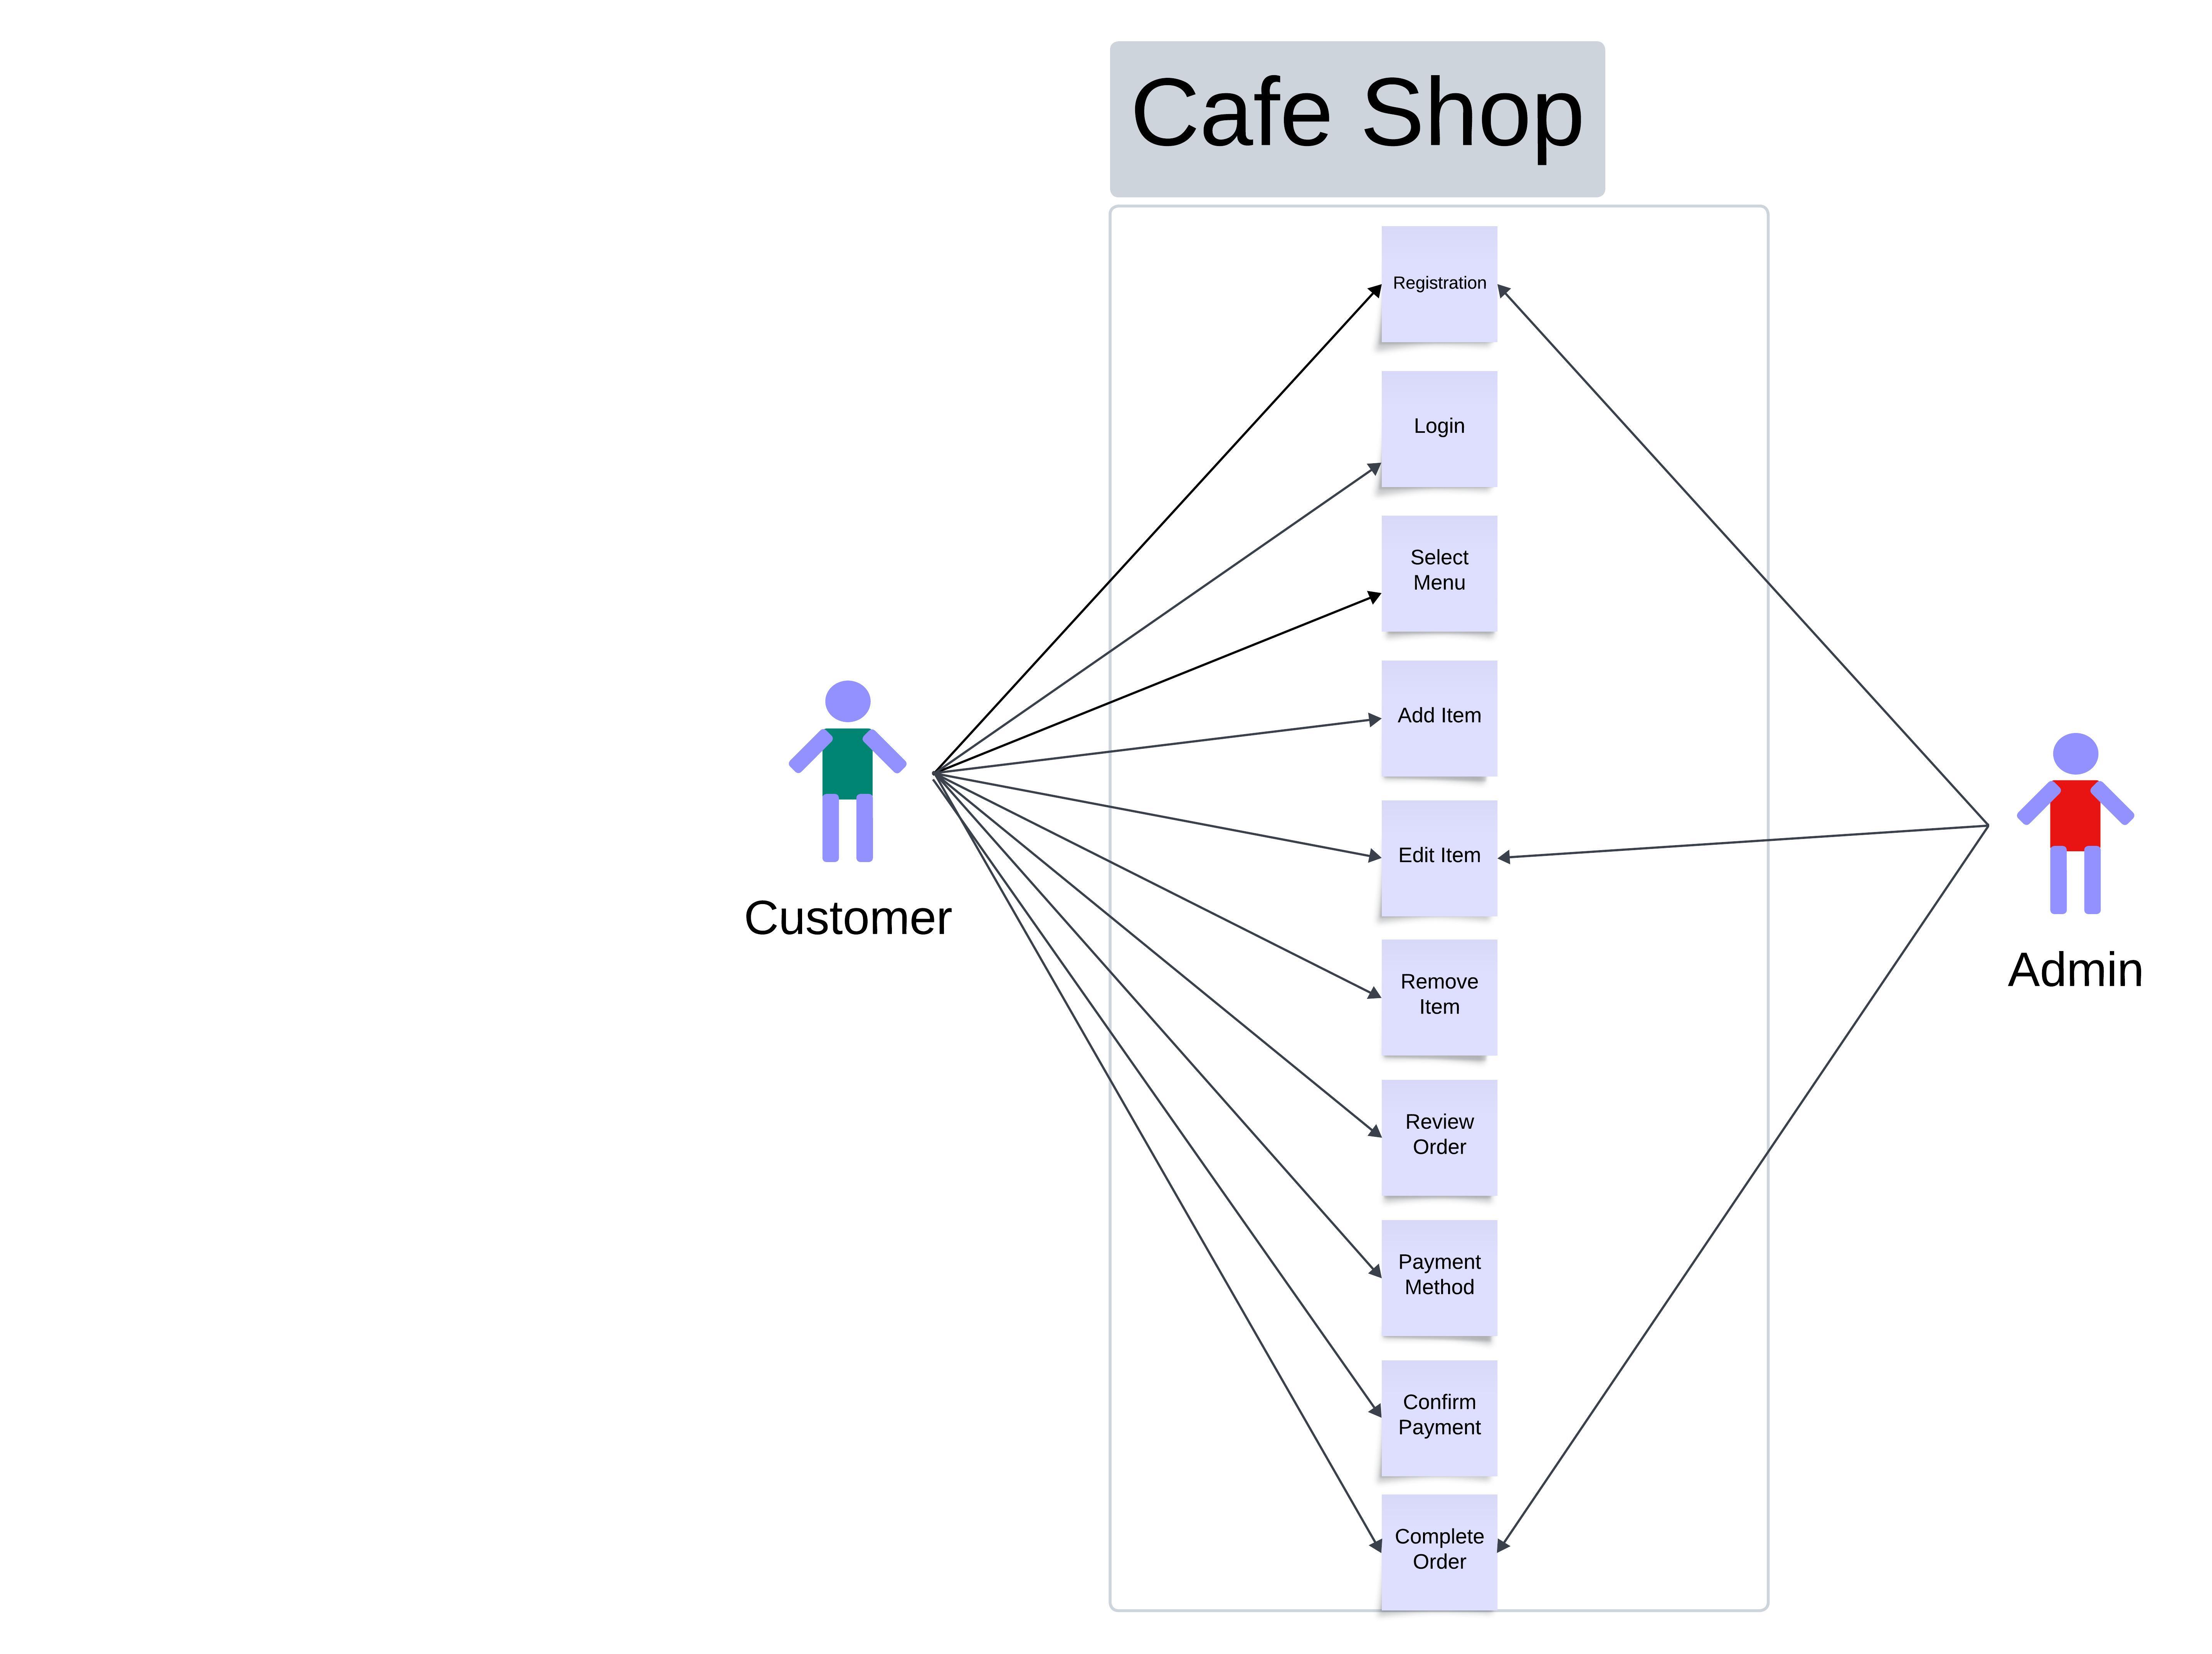 Cafe Shop
Registration
Login
Select
Menu
Add Item
Edit Item
Customer
Remove
Item
Admin
Review
Order
Payment
Method
Confirm
Payment
Complete
Order